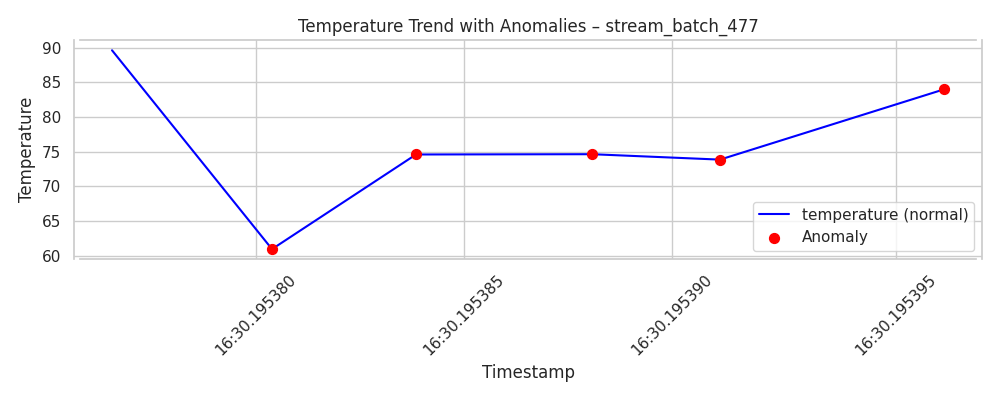 Temperature Trend with Anomalies – stream_batch_477
Temperature
90
85
80
75
70
65
60
temperature (normal)
Anomaly
16:30.195380
16:30.195385
16:30.195390
16:30.195395
Timestamp